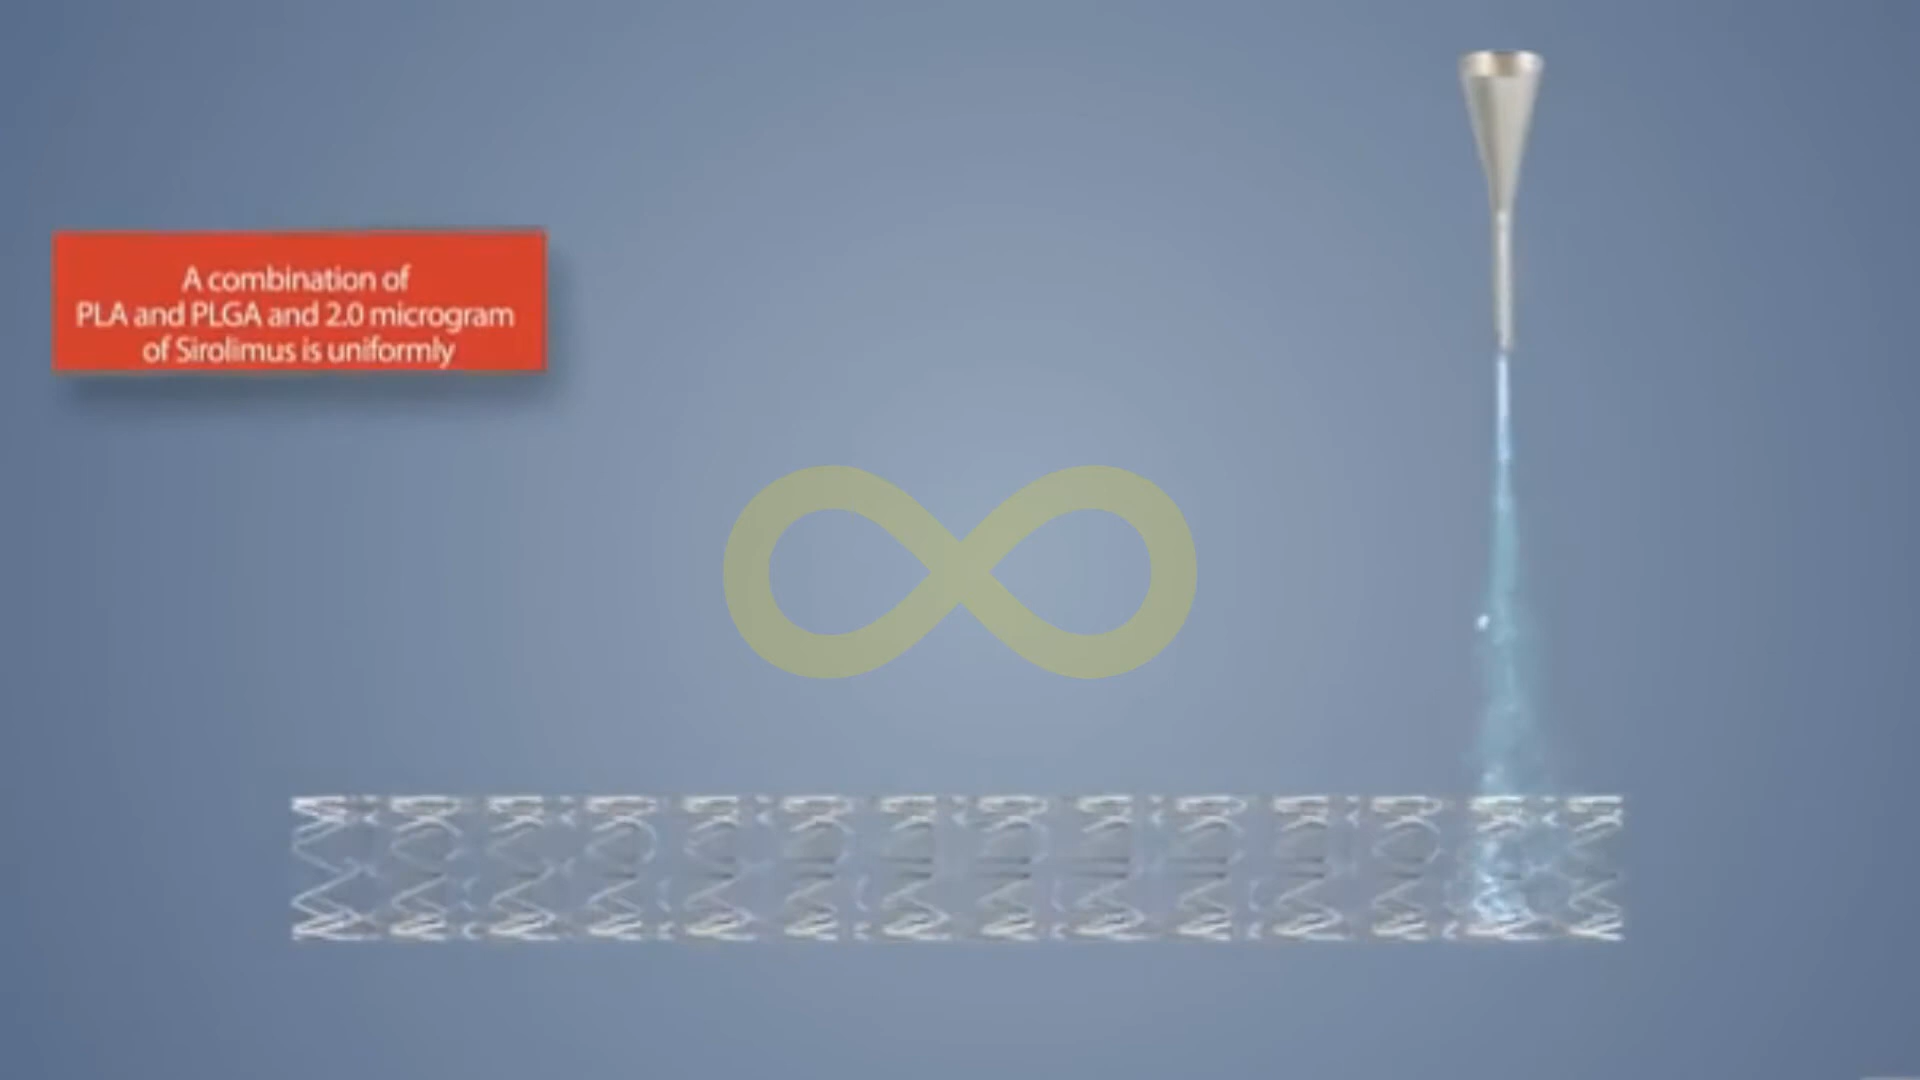 A combination of
PLA and PLGA and 2.0 microgram
of Sirolimus is uniformly